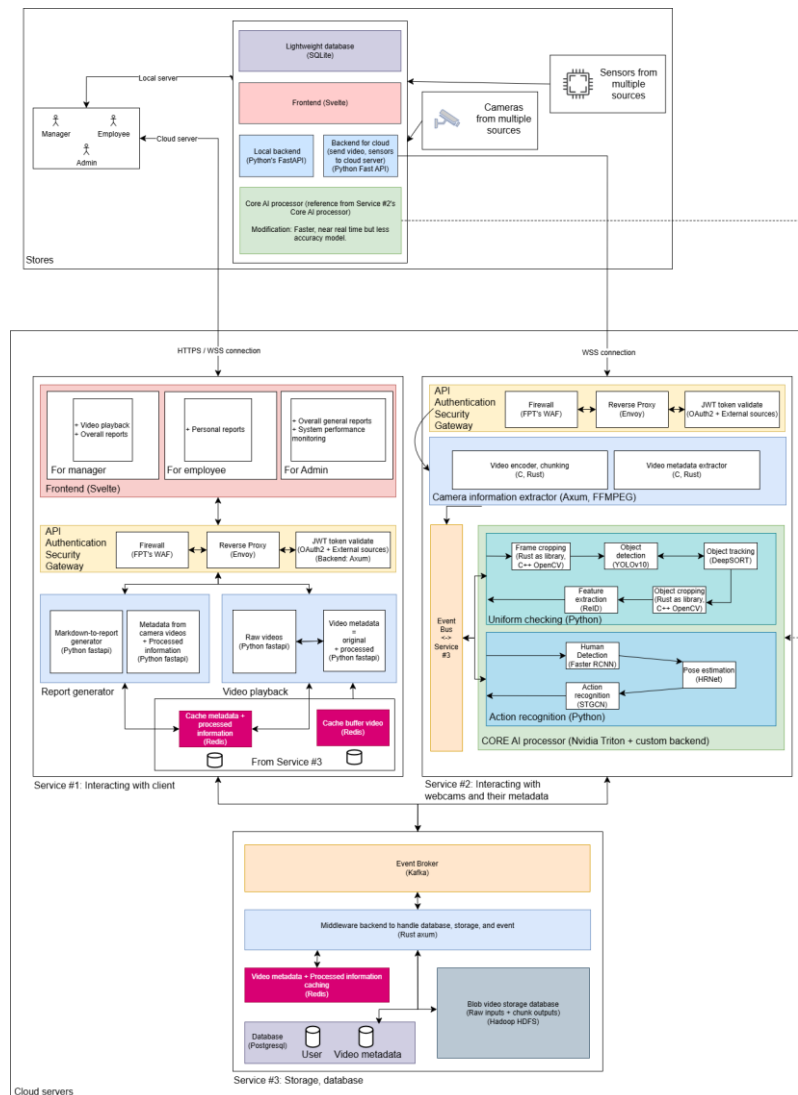 Lightweight database
(SQLite)
Sensors from
multiple
sources
Local server
Frontend (Svelte)
Cameras
from multiple
sources
Manager
Employee
Admin
Cloud server
Local backend
(Python's FastAPI)
Backend for cloud
(send video, sensors
to cloud server)
(Python Fast API)
Core AI processor (reference from Service #2's
Core AI processor)
Modification: Faster, near real time but less
accuracy model.
Stores
HTTPS / WSS connection
WSS connection
+ Video playback
+ Overall reports
For manager
+ Personal reports
For employee
+ Overall general reports
+ System performance
monitoring
For Admin
Frontend (Svelte)
API
Authentication
Security
Gateway
Firewall
(FPT's WAF)
Reverse Proxy
(Envoy)
JWT token validate
(OAuth2 + External sources)
(Backend: Axum)
Markdown-to-report
generator
(Python fastapi)
Metadata from
camera videos
+ Processed
information
(Python fastapi)
Report generator
Raw videos
(Python fastapi)
Video metadata
=
original
+
processed
(Python fastapi)
Video playback
Cache metadata +
processed
information
(Redis)
Cache buffer video
(Redis)
From Service #3
Service #1: Interacting with client
API
Authentication
Security
Gateway
Firewall
(FPT's WAF)
Reverse Proxy
(Envoy)
JWT token validate
(OAuth2 + External sources)
Video encoder, chunking
(C, Rust)
Video metadata extractor
(C, Rust)
Camera information extractor (Axum, FFMPEG)
Event
Bus
<->
Service
#3
Frame cropping
(Rust as library,
C++ OpenCV)
Object
detection
(YOLOv10)
Object tracking
(DeepSORT)
Feature
extraction
(ReID)
Object cropping
(Rust as library,
C++ OpenCV)
Uniform checking (Python)
Human
Detection
(Faster RCNN)
Pose estimation
(HRNet)
Action
recognition
(STGCN)
Action recognition (Python)
CORE AI processor (Nvidia Triton + custom backend)
Service #2: Interacting with
webcams and their metadata
Event Broker
(Kafka)
Middleware backend to handle database, storage, and event
(Rust axum)
Video metadata + Processed information
caching
(Redis)
Blob video storage database
(Raw inputs + chunk outputs)
(Hadoop HDFS)
Database
(Postgresql)
User
Video metadata
Service #3: Storage, database
Cloud servers